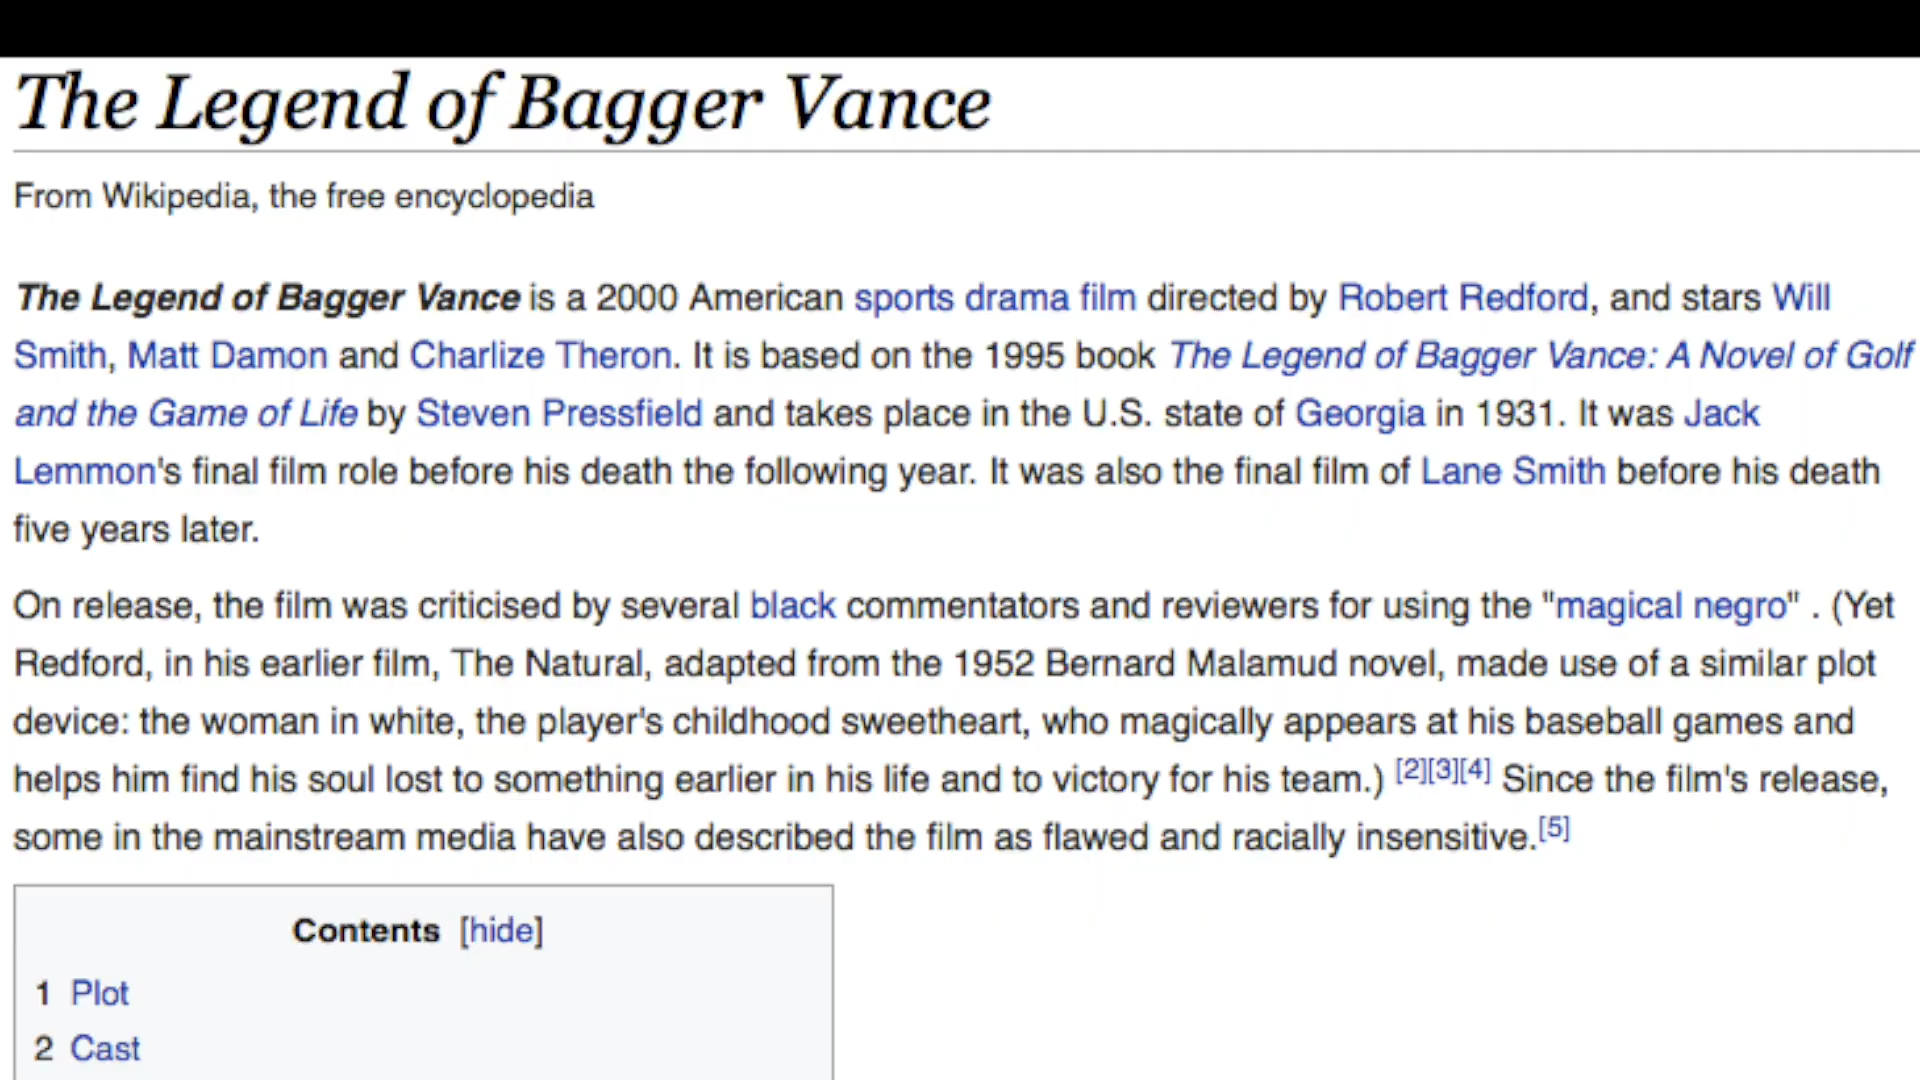 The Legend of Bagger Vance
From Wikipedia, the free encyclopedia
The Legend of Bagger Vance is a 2000 American sports drama film directed by Robert Redford, and stars Will
Smith, Matt Damon and Charlize Theron. It is based on the 1995 book The Legend of Bagger Vance: A Novel of Golf
and the Game of Life by Steven Pressfield and takes place in the U.S. state of Georgia in 1931. It was Jack
Lemmon's final film role before his death the following year. It was also the final film of Lane Smith before his death
five years later.
On release, the film was criticised by several black commentators and reviewers for using the "magical negro" . (Yet
Redford, in his earlier film, The Natural, adapted from the 1952 Bernard Malamud novel, made use of a similar plot
device: the woman in white, the player's childhood sweetheart, who magically appears at his baseball games and
helps him find his soul lost to something earlier in his life and to victory for his team.) [2][3][4] Since the film's release,
some in the mainstream media have also described the film as flawed and racially insensitive.[5]
Contents [hide]
1 Plot
2 Cast